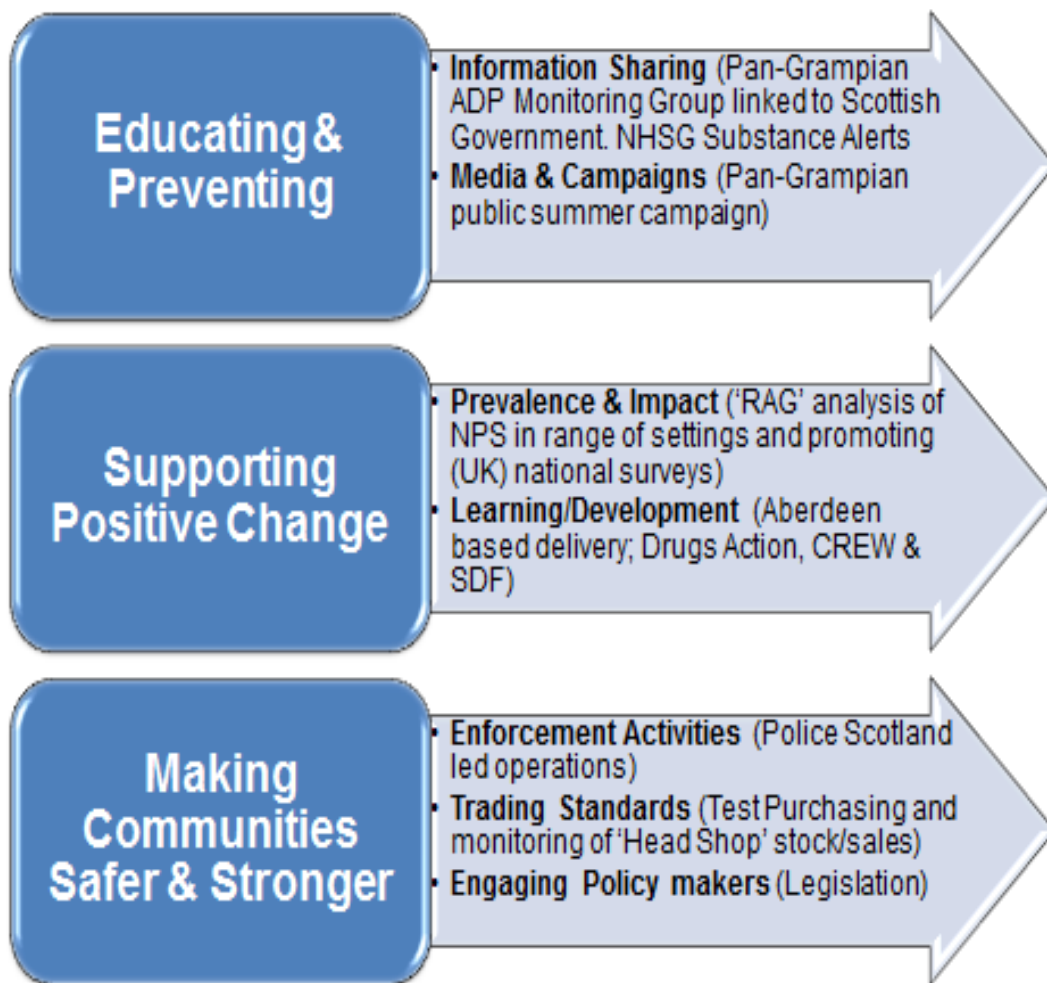 Educating &
Preventing
• Information Sharing (Pan-Grampian
ADP Monitoring Group linked to Scottish
Government. NHSG Substance Alerts
• Media & Campaigns (Pan-Grampian
public summer campaign)
Supporting
Positive Change
• Prevalence & Impact (‘RAG’ analysis of
NPS in range of settings and promoting
(UK) national surveys)
• Learning/Development (Aberdeen
based delivery; Drugs Action, CREW &
SDF)
Making
Communities
Safer & Stronger
• Enforcement Activities (Police Scotland
led operations)
• Trading Standards (Test Purchasing and
monitoring of ‘Head Shop’ stock/sales)
• Engaging Policy makers (Legislation)